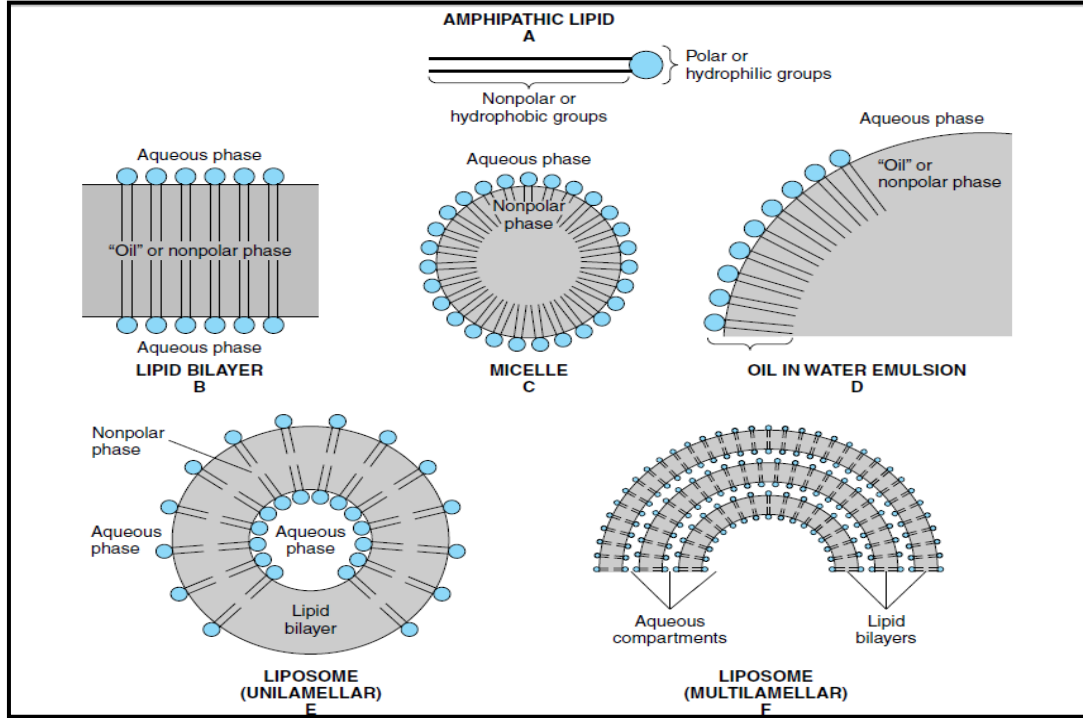 AMPHIPATHIC LIPID
A
Polar or
hydrophilic groups
Nonpolar or
hydrophobic groups
Aqueous phase
"Oil" or nonpolar phase
Aqueous phase
LIPID BILAYER
B
Aqueous phase
Nonpolar
phase
MICELLE
C
Aqueous phase
"Oil" or
nonpolar phase
OIL IN WATER EMULSION
D
Nonpolar
phase
Aqueous
phase
Aqueous
phase
Lipid
bilayer
LIPOSOME
(UNILAMELLAR)
E
Aqueous
compartments
Lipid
bilayers
LIPOSOME
(MULTILAMELLAR)
F